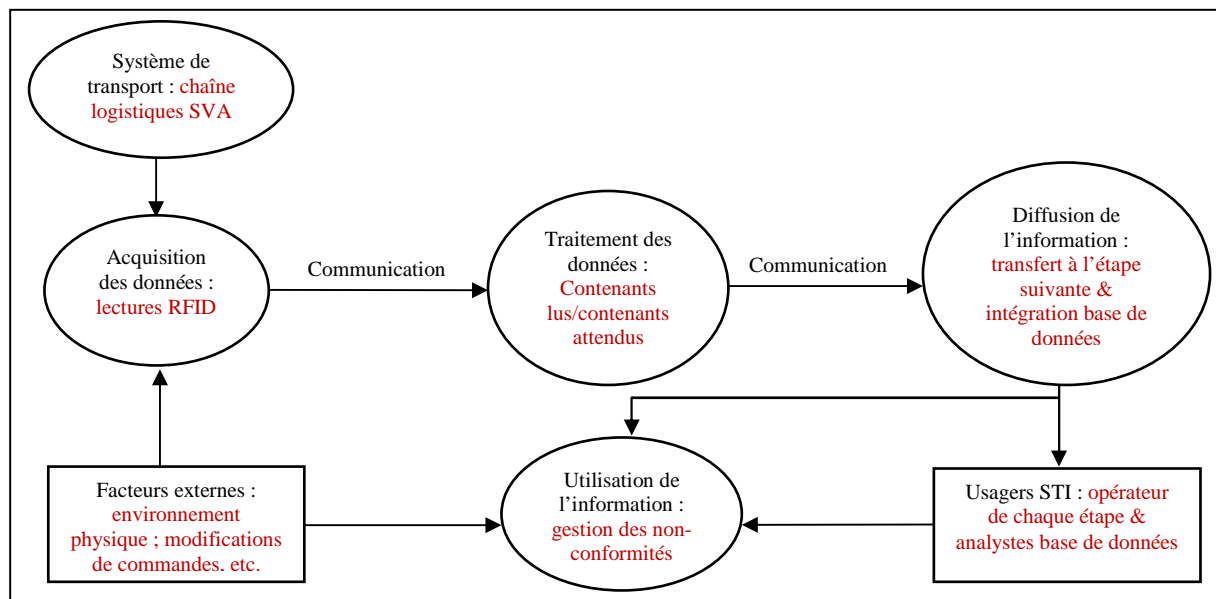 Système de
transport : chaîne
logistiques SVA
Acquisition
des données :
lectures RFID
Communication
Traitement des
données :
Contenants
lus/contenants
attendus
Communication
Diffusion de
l’information :
transfert à l’étape
suivante &
intégration base de
données
Facteurs externes :
environnement
physique ; modifications
de commandes. etc.
Utilisation de
l’information :
gestion des non-
conformités
Usagers STI : opérateur
de chaque étape &
analystes base de données